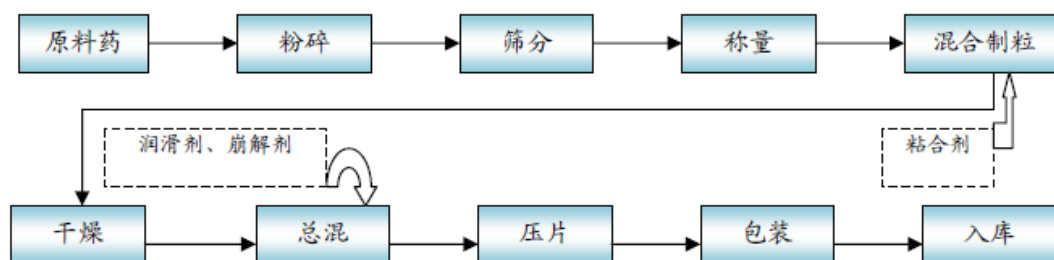 原料药
粉碎
筛分
称量
混合制粒
润滑剂、崩解剂
粘合剂
干燥
总混
压片
包装
入库